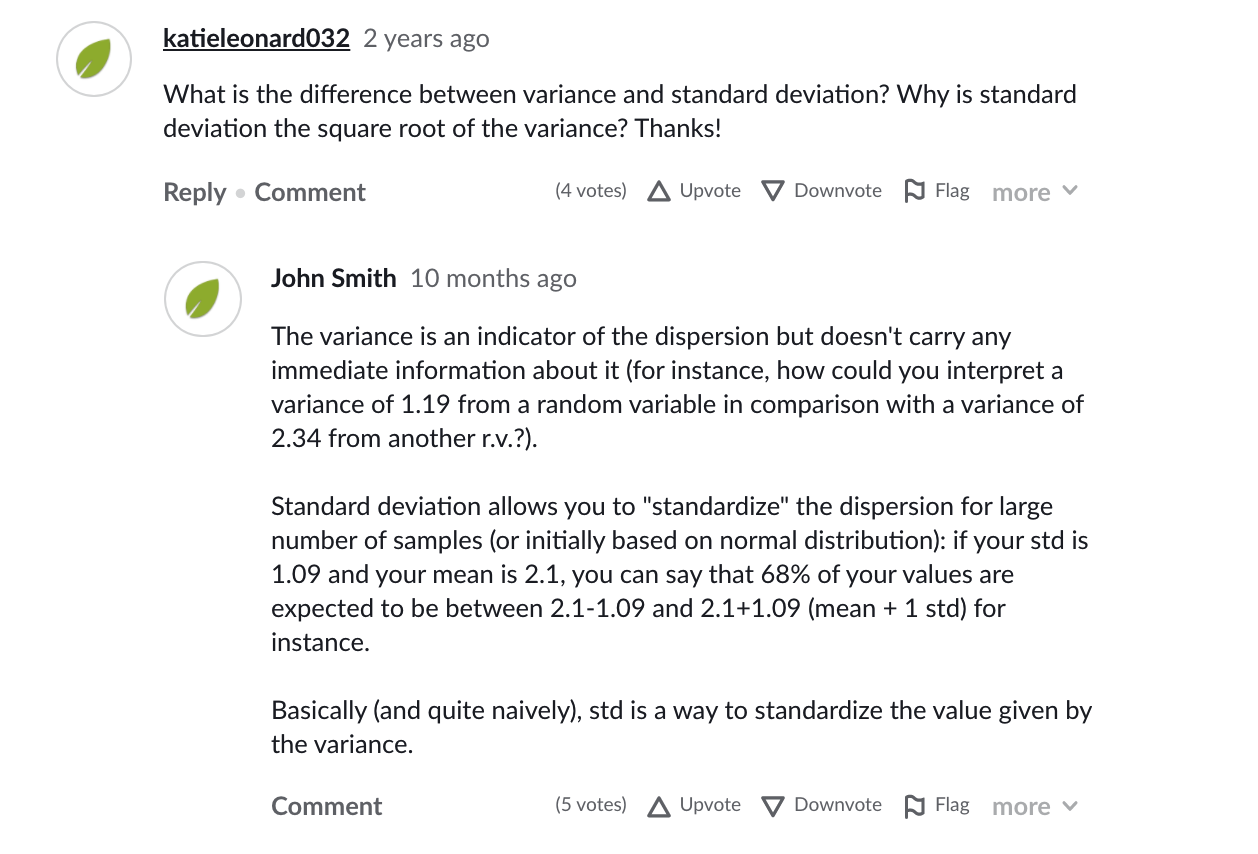 katieleonard032 2 years ago
What is the difference between variance and standard deviation? Why is standard
deviation the square root of the variance? Thanks!
Reply • Comment (4 votes) Upvote Downvote Flag more
John Smith 10 months ago
The variance is an indicator of the dispersion but doesn't carry any
immediate information about it (for instance, how could you interpret a
variance of 1.19 from a random variable in comparison with a variance of
2.34 from another r.v.?).
Standard deviation allows you to "standardize" the dispersion for large
number of samples (or initially based on normal distribution): if your std is
1.09 and your mean is 2.1, you can say that 68% of your values are
expected to be between 2.1-1.09 and 2.1+1.09 (mean + 1 std) for
instance.
Basically (and quite naively), std is a way to standardize the value given by
the variance.
Comment (5 votes) Upvote Downvote Flag more